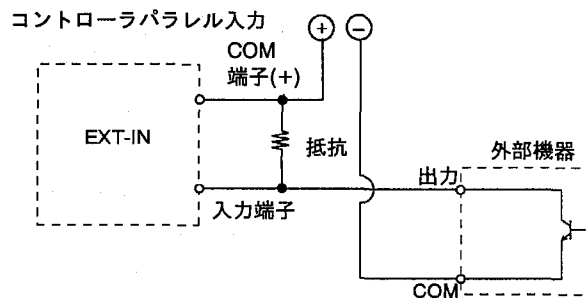 コントローラパラレル入力
+ −
COM
端子(+)
EXT-IN
抵抗
外部機器
出力
入力端子
COM